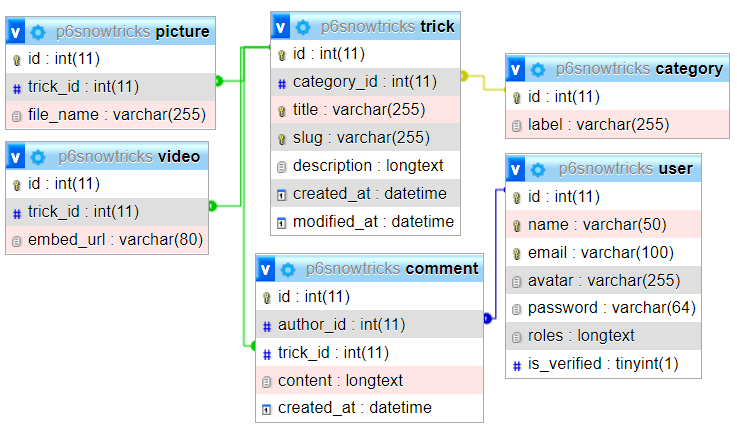 v p6snowtricks picture
id : int(11)
# trick_id : int(11)
file_name : varchar(255)
v p6snowtricks video
id : int(11)
# trick_id : int(11)
embed_url : varchar(80)
v p6snowtricks trick
id : int(11)
# category_id : int(11)
title : varchar(255)
slug : varchar(255)
description : longtext
created_at : datetime
modified_at : datetime
v p6snowtricks comment
id : int(11)
# author_id : int(11)
# trick_id : int(11)
content : longtext
created_at : datetime
v p6snowtricks category
id : int(11)
label : varchar(255)
v p6snowtricks user
id : int(11)
name : varchar(50)
email : varchar(100)
avatar : varchar(255)
password : varchar(64)
roles : longtext
# is_verified : tinyint(1)